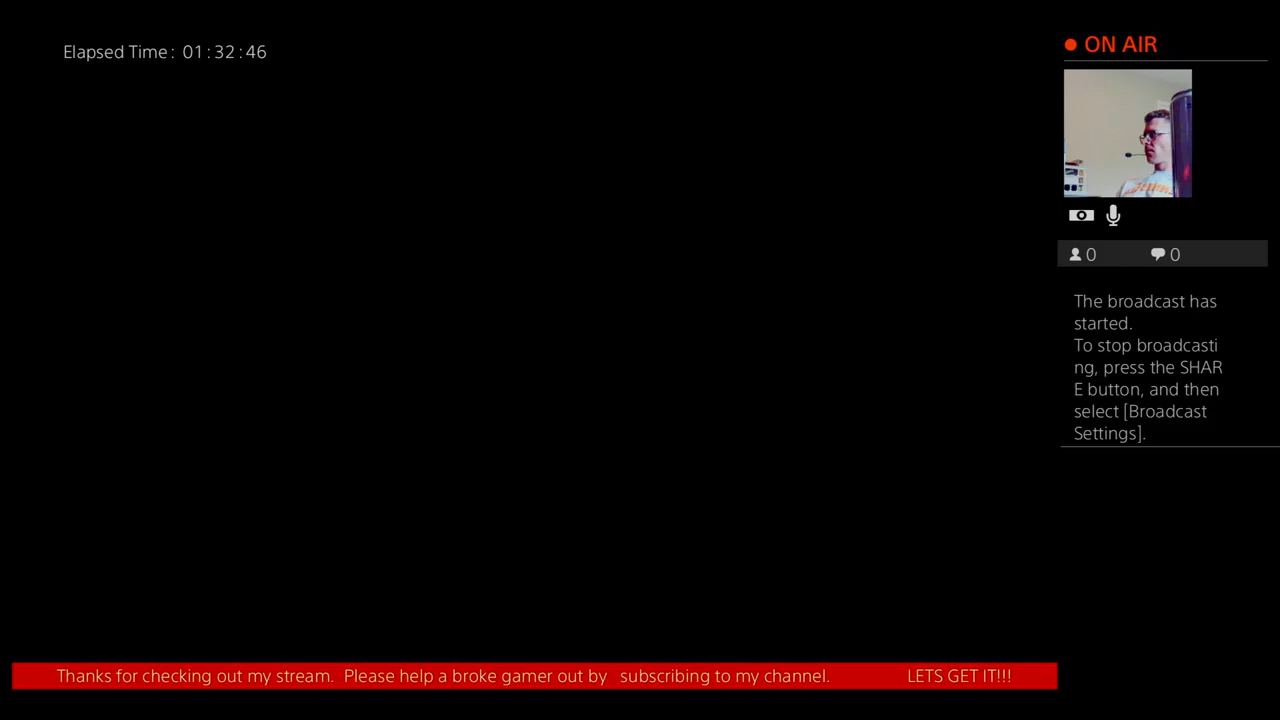 Elapsed Time: 01:32:46
ON AIR
0 0
The broadcast has
started.
To stop broadcasti
ng, press the SHAR
E button, and then
select [Broadcast
Settings].
Thanks for checking out my stream. Please help a broke gamer out by subscribing to my channel. LETS GET IT!!!